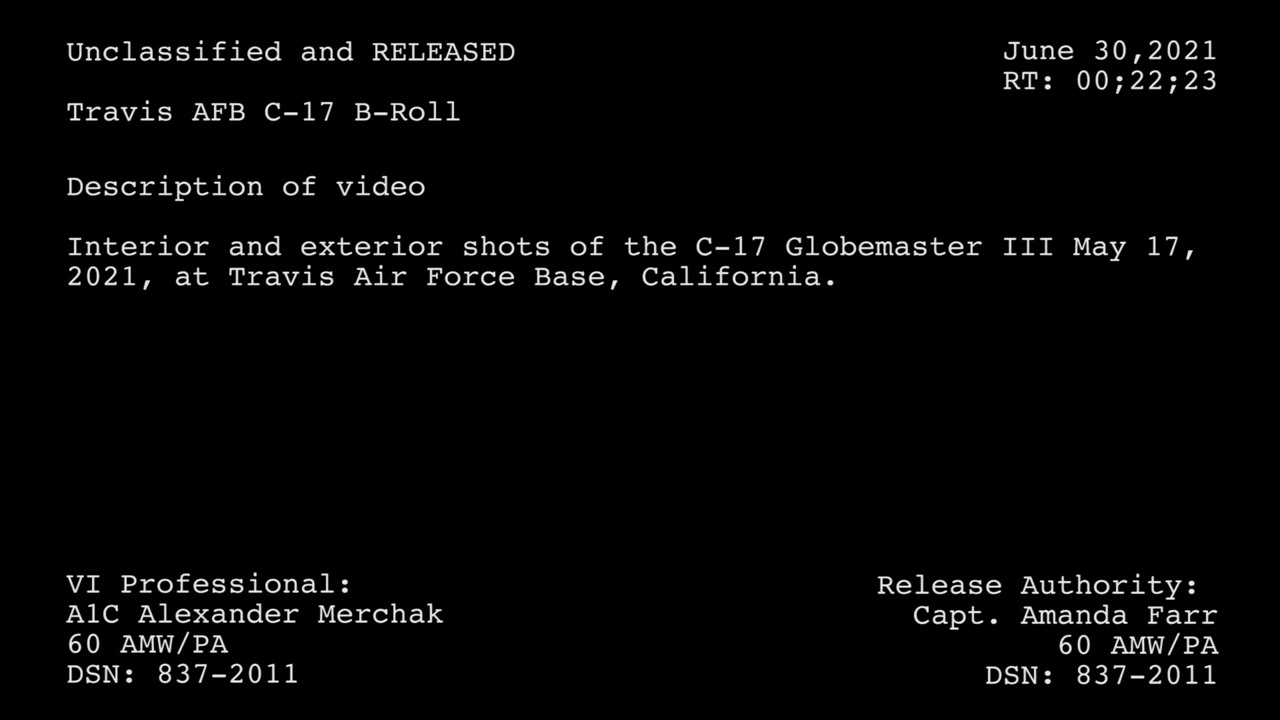 Unclassified and RELEASED
June 30,2021
RT: 00;22;23
Travis AFB C-17 B-Roll
Description of video
Interior and exterior shots of the C-17 Globemaster III May 17,
2021, at Travis Air Force Base, California.
VI Professional:
A1C Alexander Merchak
60 AMW/PA
DSN: 837-2011
Release Authority:
Capt. Amanda Farr
60 AMW/PA
DSN: 837-2011